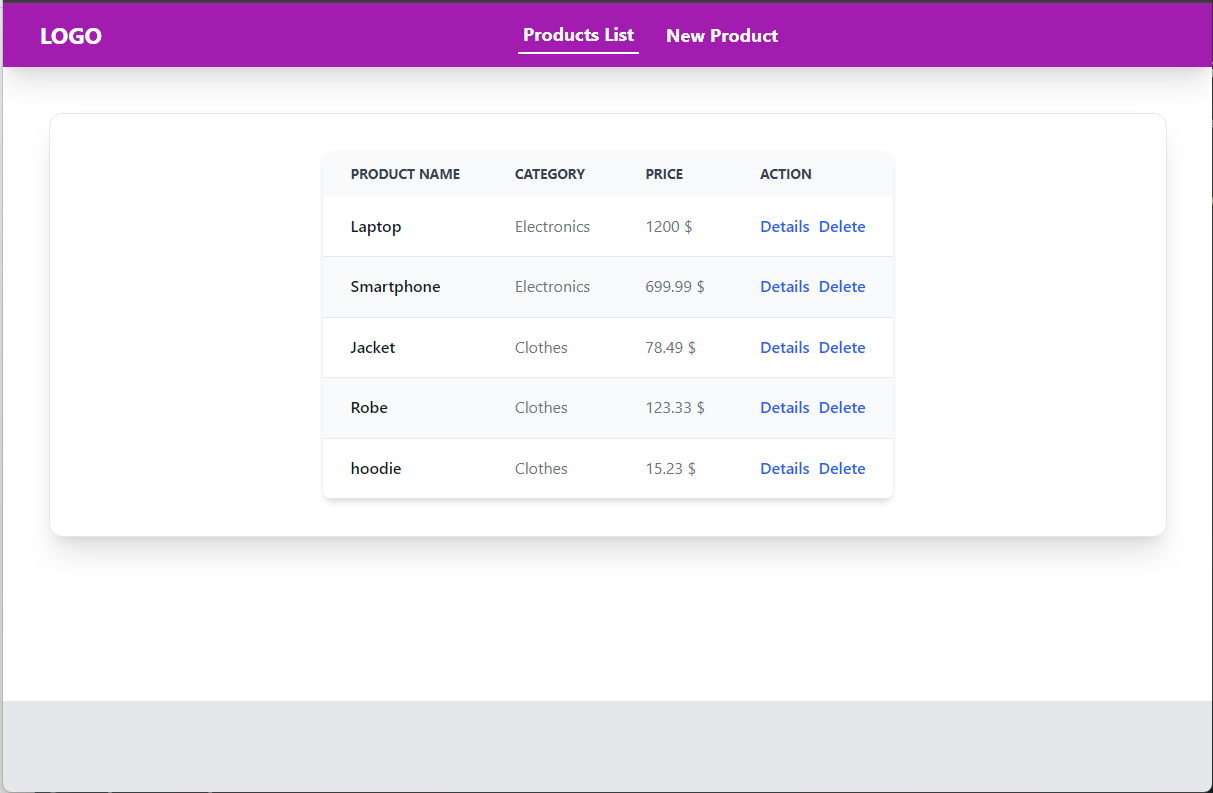 LOGO Products List New Product
PRODUCT NAME CATEGORY PRICE ACTION
Laptop Electronics 1200 $ Details Delete
Smartphone Electronics 699.99 $ Details Delete
Jacket Clothes 78.49 $ Details Delete
Robe Clothes 123.33 $ Details Delete
hoodie Clothes 15.23 $ Details Delete